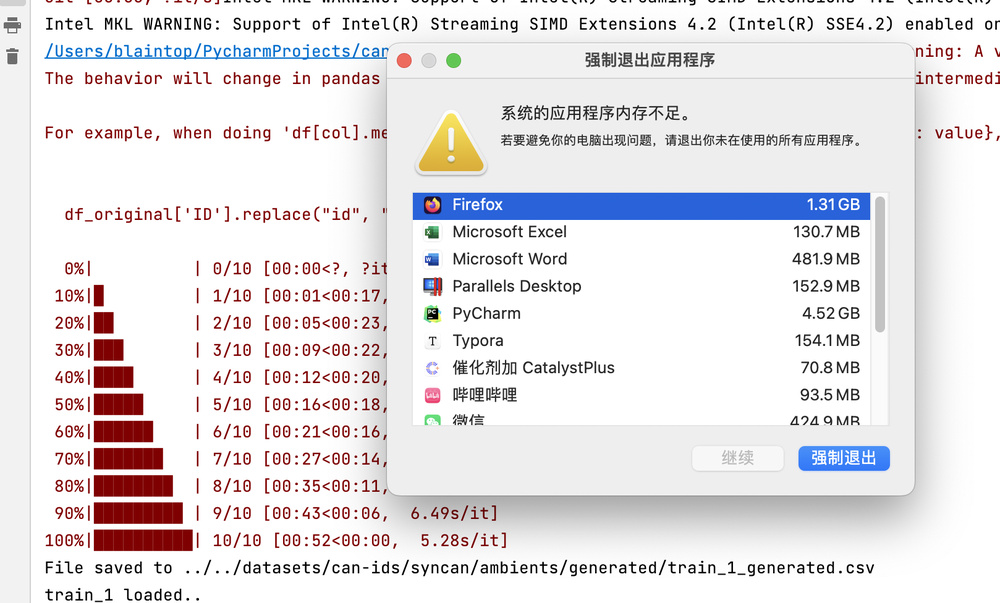 Intel MKL WARNING: Support of Intel(R) Streaming SIMD Extensions 4.2 (Intel(R) SSE4.2) enabled
/Users/blaintop/PycharmProjects/can
ning: A
The behavior will change in pandas
intermedi
For example, when doing 'df[col].me
: value},
df_original['ID'].replace("id", "
0%| | 0/10 [00:00<?, ?it
10%| | 1/10 [00:01<00:17,
20%| | 2/10 [00:05<00:23,
30%| | 3/10 [00:09<00:22,
40%| | 4/10 [00:12<00:20,
50%| | 5/10 [00:16<00:18,
60%| | 6/10 [00:21<00:16,
70%| | 7/10 [00:27<00:14,
80%| | 8/10 [00:35<00:11,
90%| | 9/10 [00:43<00:06, 6.49s/it]
100%| | 10/10 [00:52<00:00, 5.28s/it]
File saved to ../../datasets/can-ids/syncan/ambients/generated/train_1_generated.csv
train_1 loaded..
强制退出应用程序
系统的应用程序内存不足。
若要避免你的电脑出现问题，请退出你未在使用的所有应用程序。
Firefox 1.31 GB
Microsoft Excel 130.7 MB
Microsoft Word 481.9 MB
Parallels Desktop 152.9 MB
PyCharm 4.52 GB
Typora 154.1 MB
催化剂加 CatalystPlus 70.8 MB
哔哩哔哩 93.5 MB
微信 424.9 MB
继续
强制退出